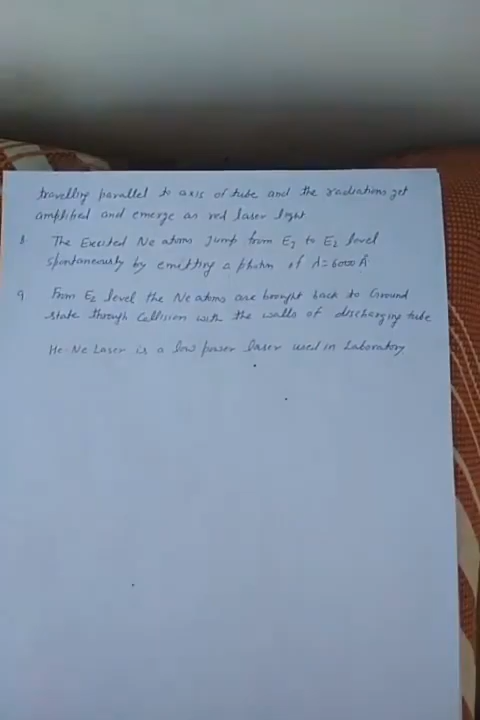 travelling parallel to axis of tube and the radiations get
amplified and emerge as red laser light
8. The Excited Ne atoms jump from E3 to E2 level
spontaneously by emitting a photon of λ=6000 Å
9. From E2 level the Ne atoms are brought back to Ground
state through Collision with the walls of discharging tube
He-Ne Laser is a low power laser used in Laboratory